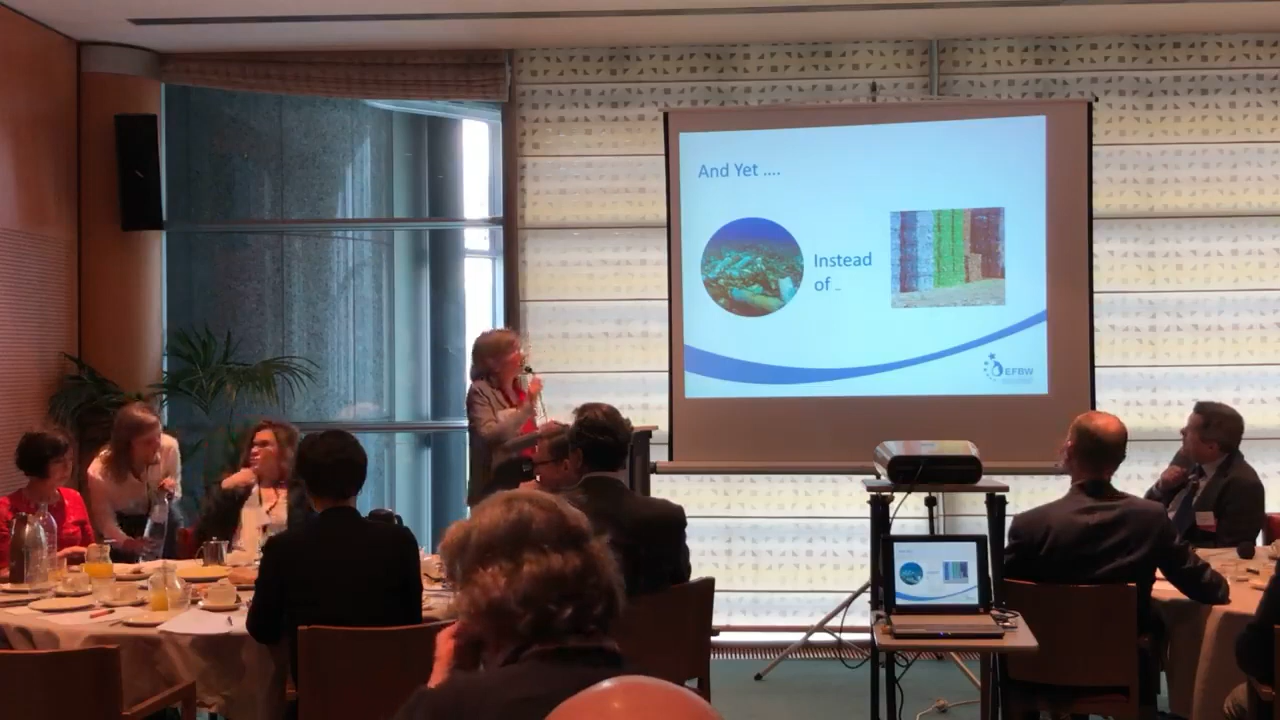 And Yet ....
Instead
of ..
EFBW